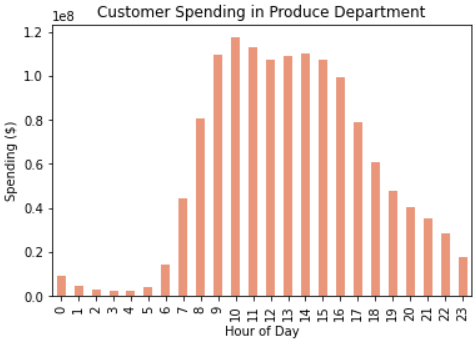 Customer Spending in Produce Department
1e8
Spending ($)
1.2
1.0
0.8
0.6
0.4
0.2
0.0
0 1 2 3 4 5 6 7 8 9 10 11 12 13 14 15 16 17 18 19 20 21 22 23
Hour of Day